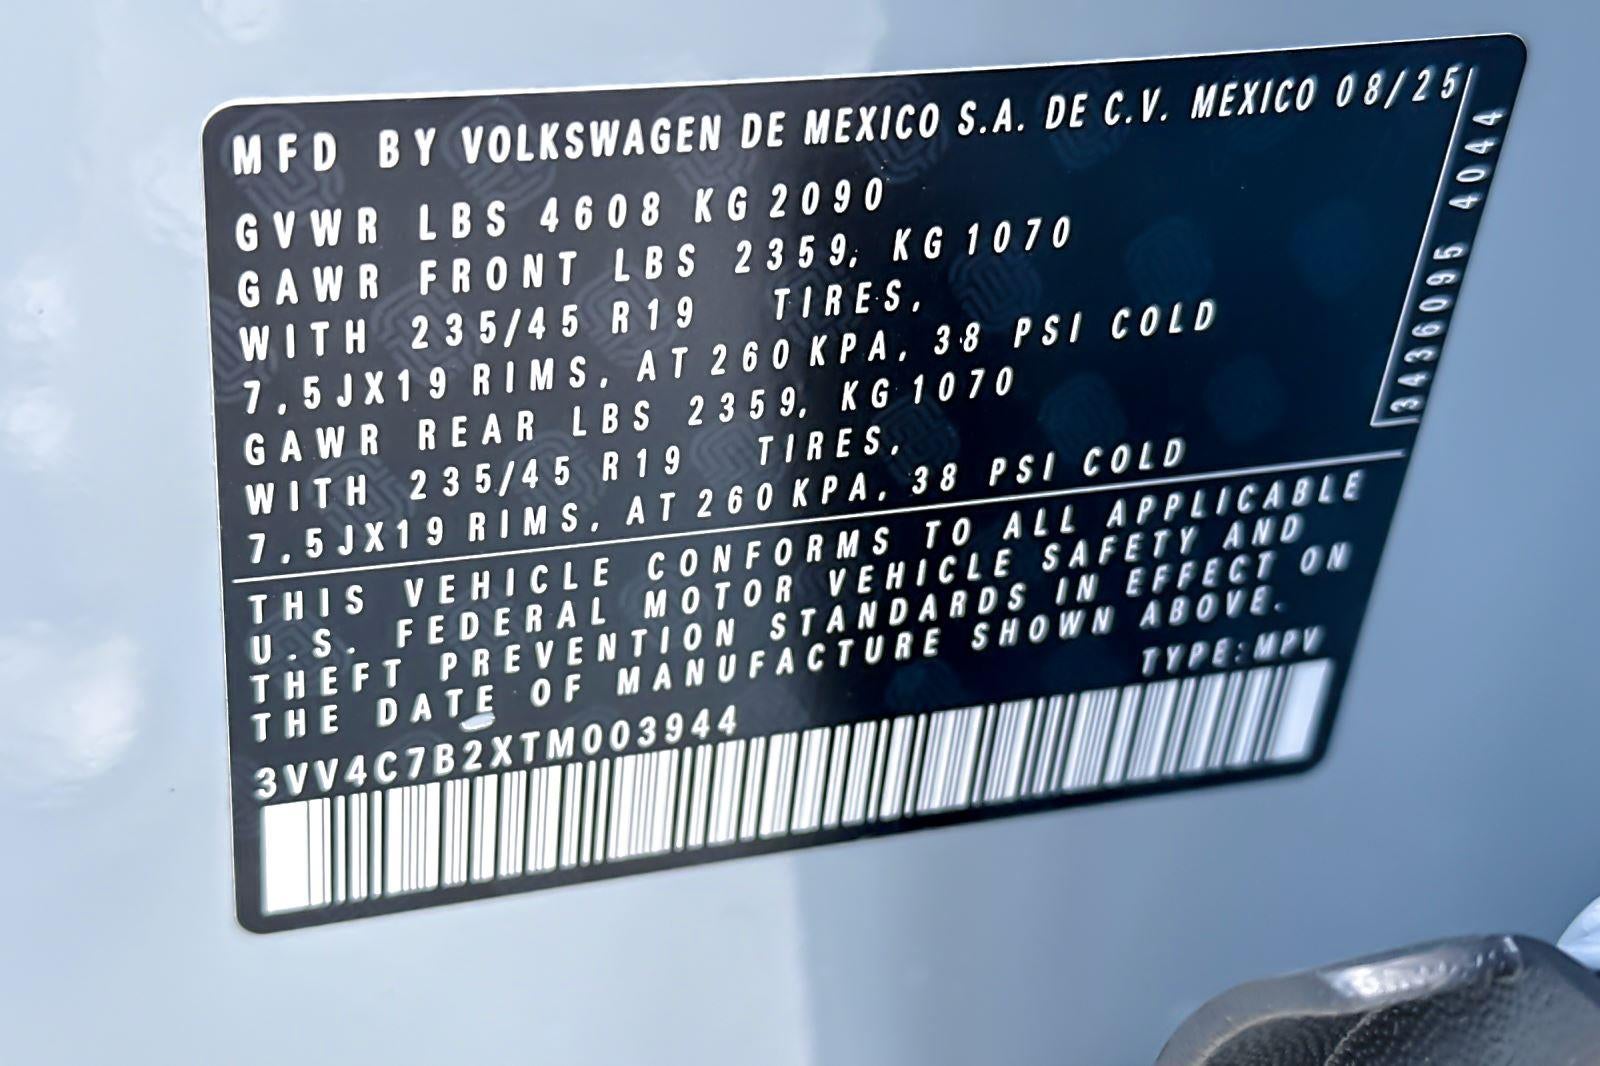 MFD BY VOLKSWAGEN DE MEXICO S.A. DE C.V. MEXICO 08/25
GVWR LBS 4608 KG 2090
GAWR FRONT LBS 2359, KG 1070
WITH 235/45 R19 TIRES,
7,5JX19 RIMS, AT 260 KPA, 38 PSI COLD
GAWR REAR LBS 2359, KG 1070
WITH 235/45 R19 TIRES,
7,5JX19 RIMS, AT 260 KPA, 38 PSI COLD
3436095 4044
THIS VEHICLE CONFORMS TO ALL APPLICABLE
U.S. FEDERAL MOTOR VEHICLE SAFETY AND
THEFT PREVENTION STANDARDS IN EFFECT ON
THE DATE OF MANUFACTURE SHOWN ABOVE.
TYPE:MPV
3VV4C7B2XTM003944